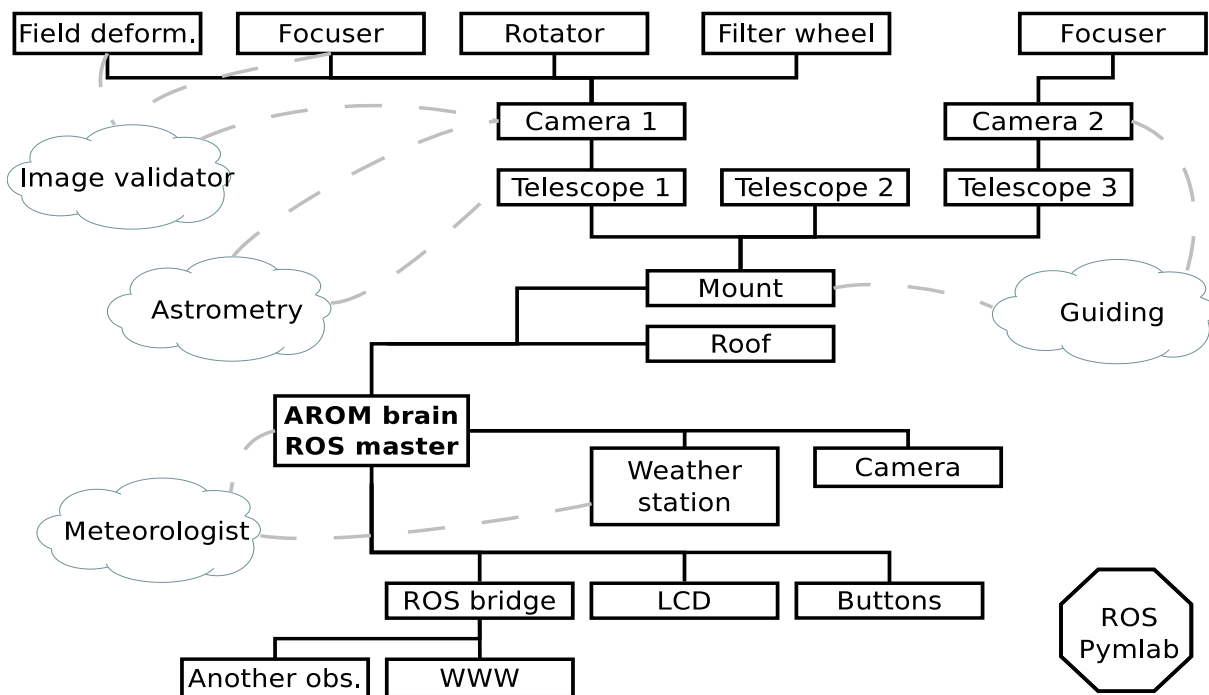 Field deform.
Focuser
Rotator
Filter wheel
Focuser
Camera 1
Camera 2
Image validator
Telescope 1
Telescope 2
Telescope 3
Mount
Astrometry
Guiding
Roof
AROM brain
ROS master
Weather
station
Camera
Meteorologist
ROS bridge
LCD
Buttons
ROS
Pymlab
Another obs.
WWW